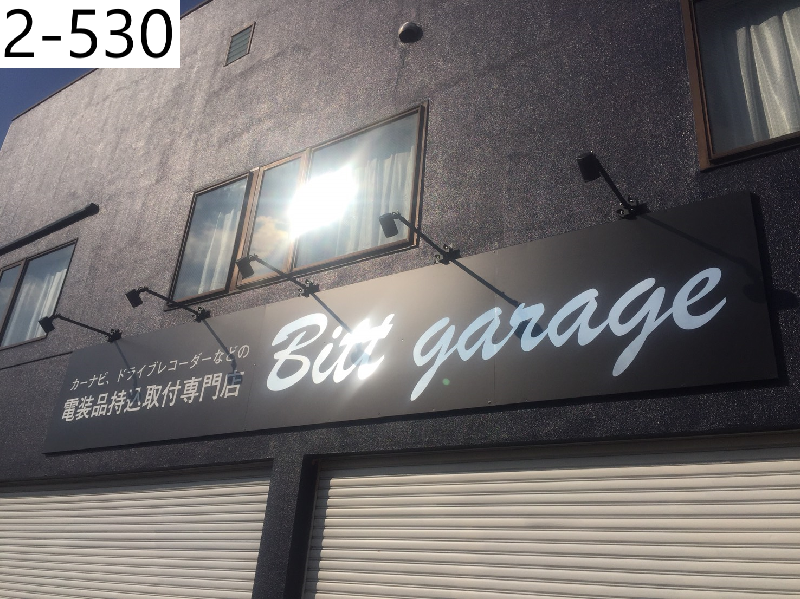 2-530
カーナビ、ドライブレコーダーなどの
電装品持込取付専門店
Bitt garage